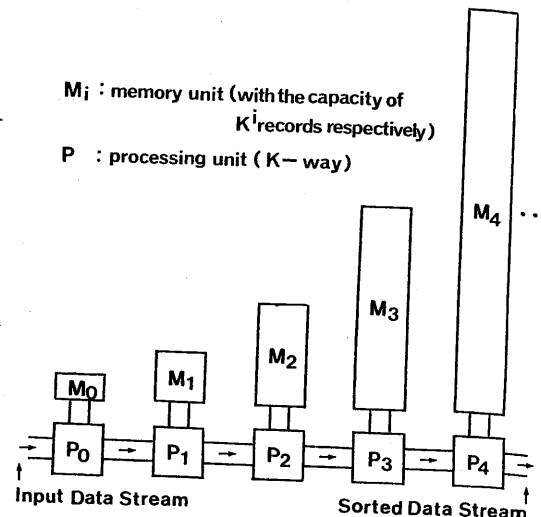 Mi : memory unit (with the capacity of
K^i records respectively)
P : processing unit (K-way)
M4 ··
M3
M2
M1
M0
P0 P1 P2 P3 P4
Input Data Stream
Sorted Data Stream